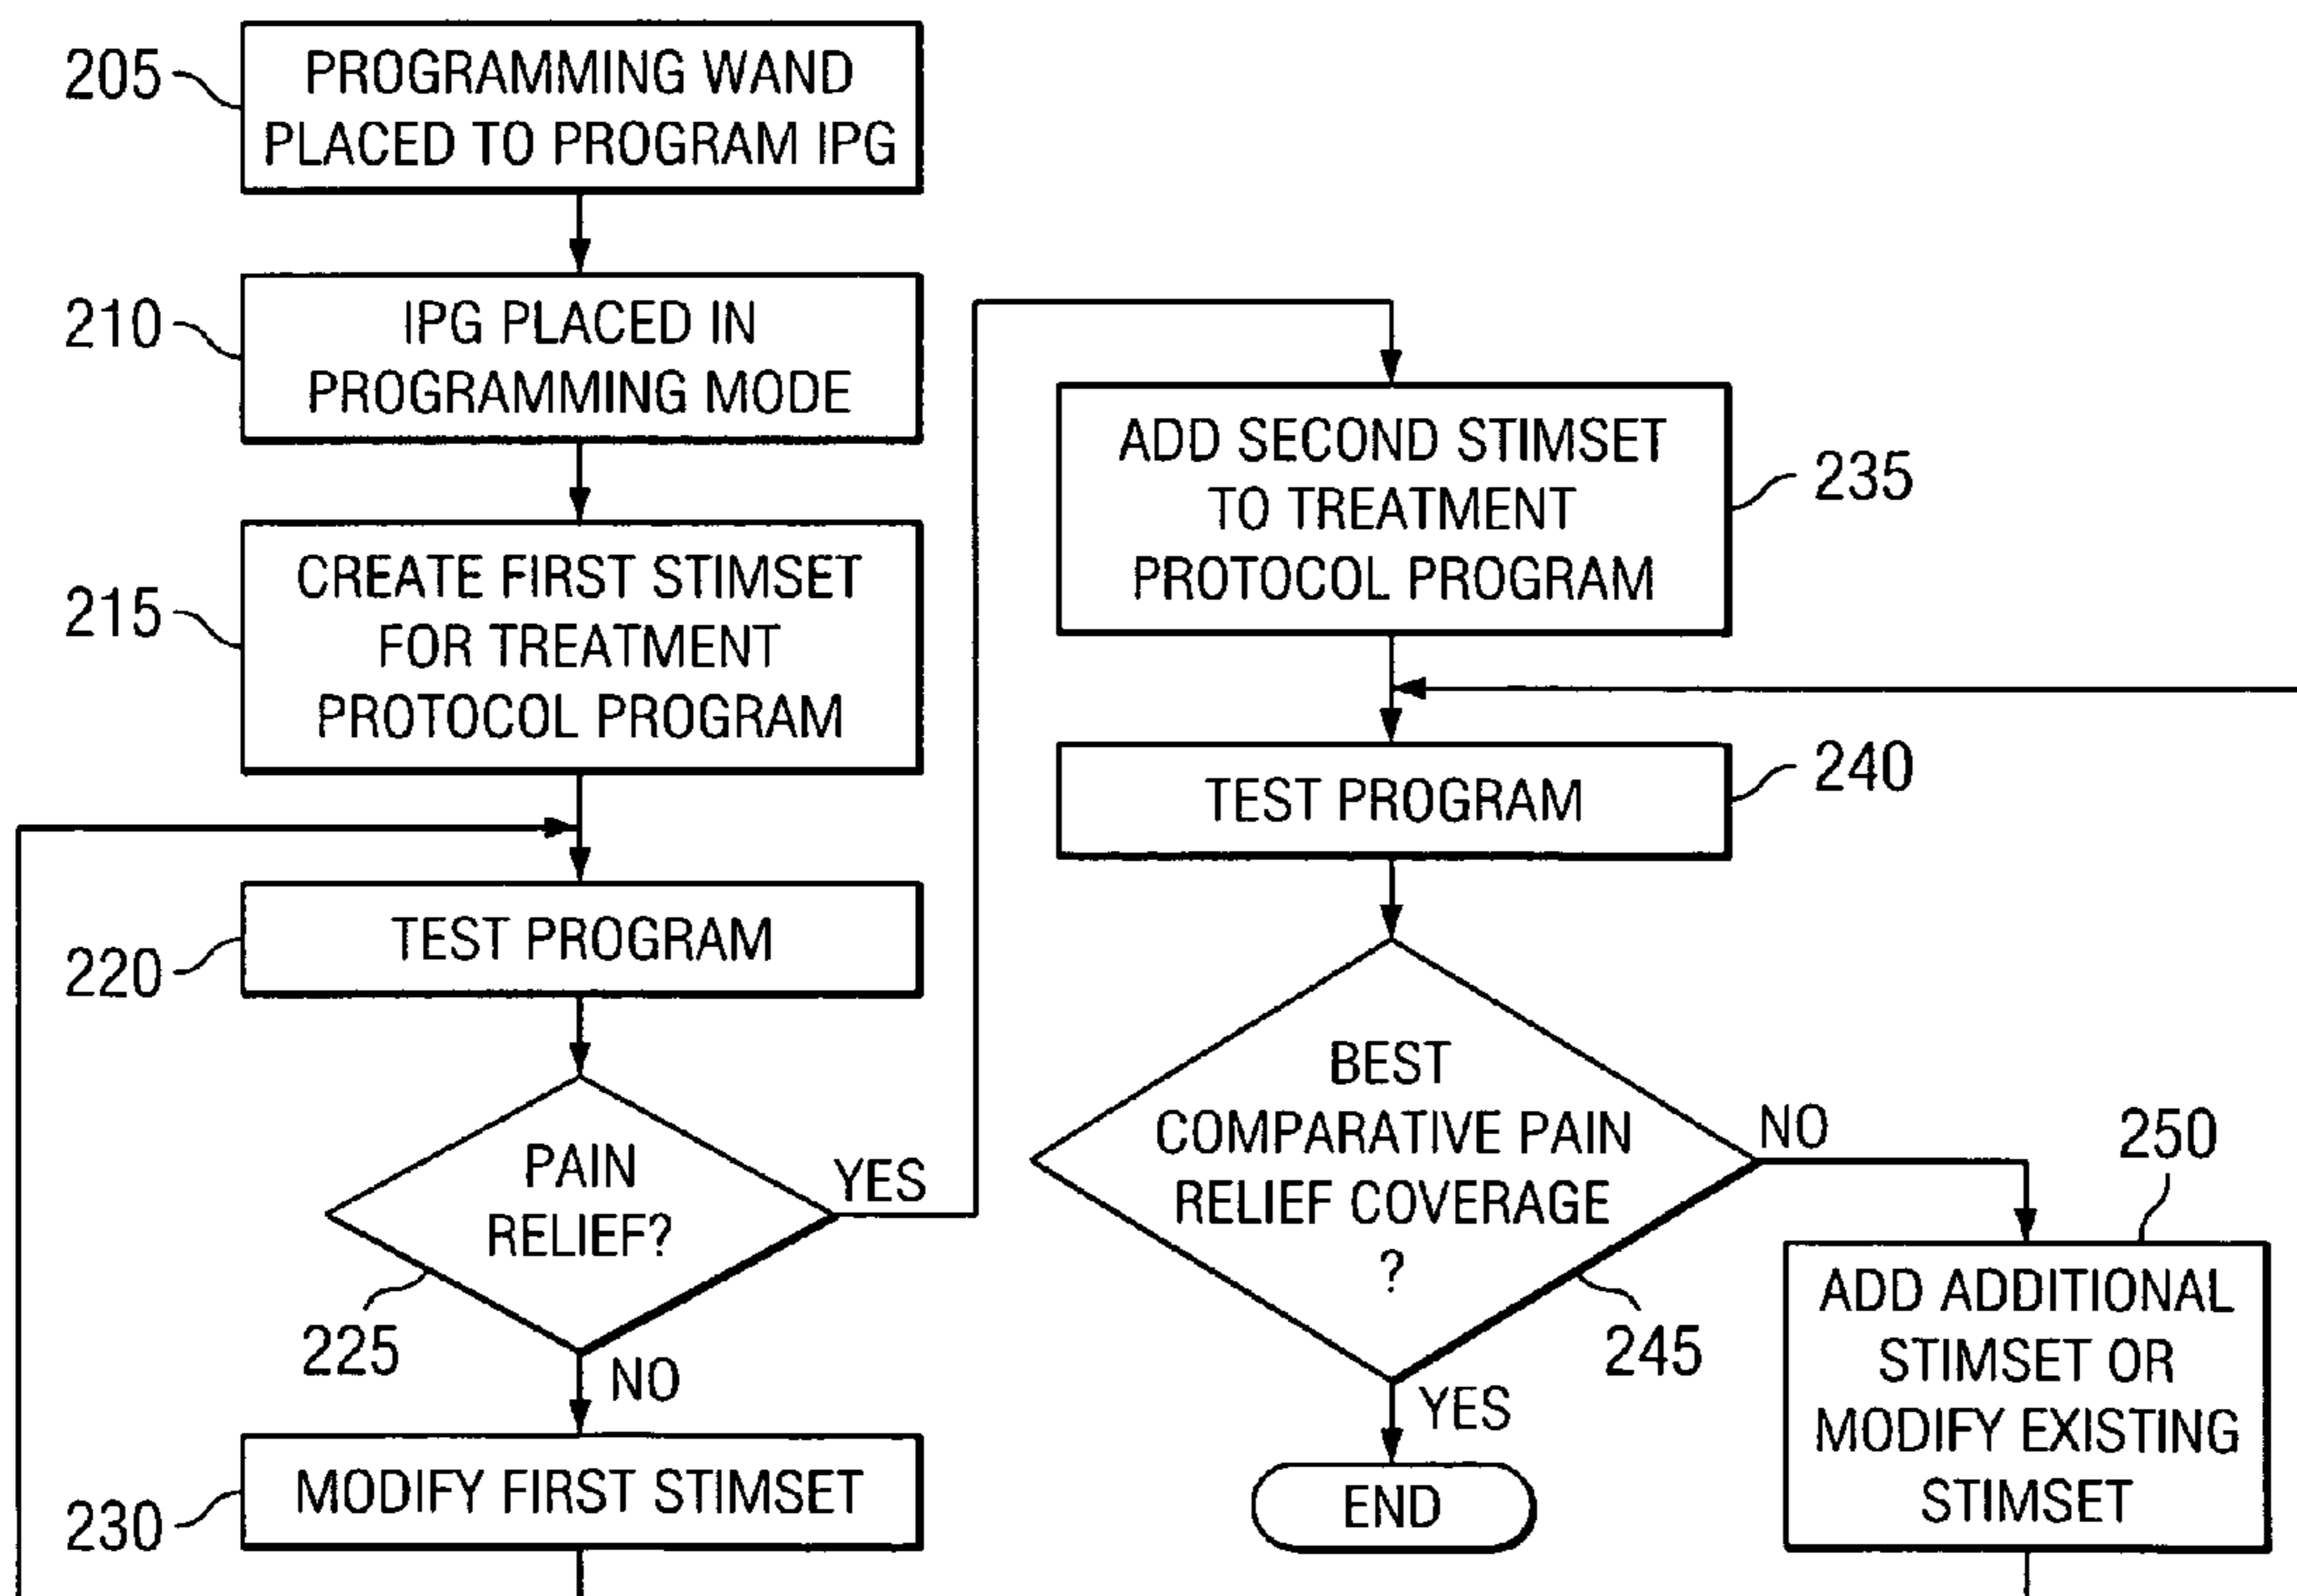 205
PROGRAMMING WAND
PLACED TO PROGRAM IPG
210
IPG PLACED IN
PROGRAMMING MODE
215
CREATE FIRST STIMSET
FOR TREATMENT
PROTOCOL PROGRAM
220
TEST PROGRAM
PAIN
RELIEF?
YES
225
NO
230
MODIFY FIRST STIMSET
ADD SECOND STIMSET
TO TREATMENT
PROTOCOL PROGRAM
235
TEST PROGRAM
240
BEST
COMPARATIVE PAIN
RELIEF COVERAGE
?
NO
245
YES
END
250
ADD ADDITIONAL
STIMSET OR
MODIFY EXISTING
STIMSET